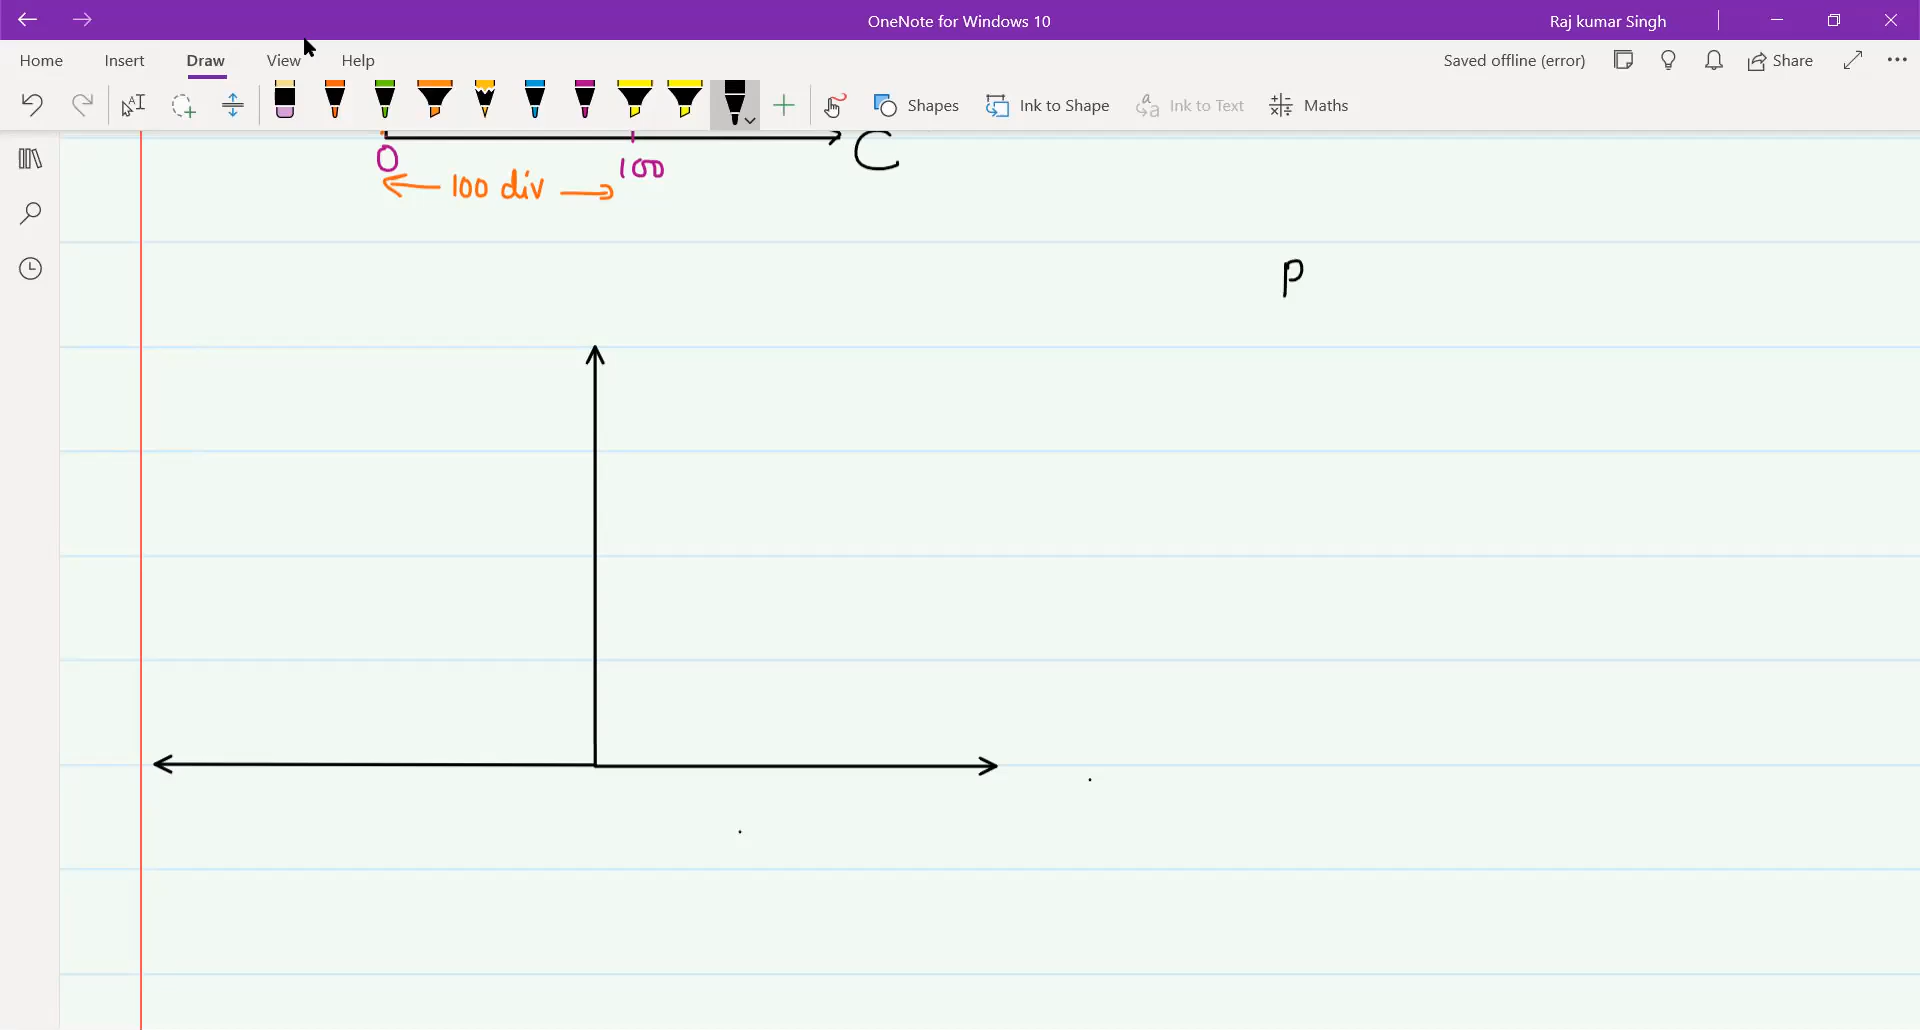 OneNote for Windows 10
Raj kumar Singh
Home Insert Draw View Help
Saved offline (error)
Share
Shapes Ink to Shape Ink to Text Maths
0
100
C
100 div
P